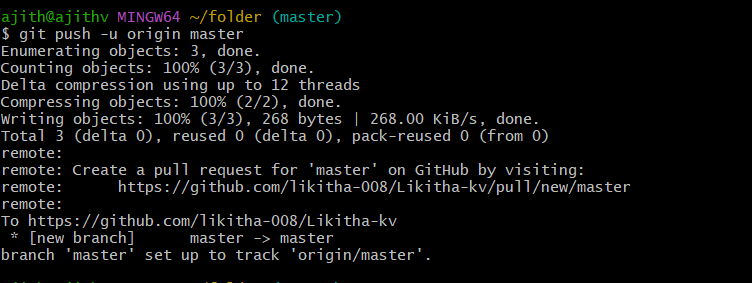 ajith@ajithv MINGW64 ~/folder (master)
$ git push -u origin master
Enumerating objects: 3, done.
Counting objects: 100% (3/3), done.
Delta compression using up to 12 threads
Compressing objects: 100% (2/2), done.
Writing objects: 100% (3/3), 268 bytes | 268.00 KiB/s, done.
Total 3 (delta 0), reused 0 (delta 0), pack-reused 0 (from 0)
remote:
remote: Create a pull request for 'master' on GitHub by visiting:
remote:      https://github.com/likitha-008/Likitha-kv/pull/new/master
remote:
To https://github.com/likitha-008/Likitha-kv
 * [new branch]      master -> master
branch 'master' set up to track 'origin/master'.